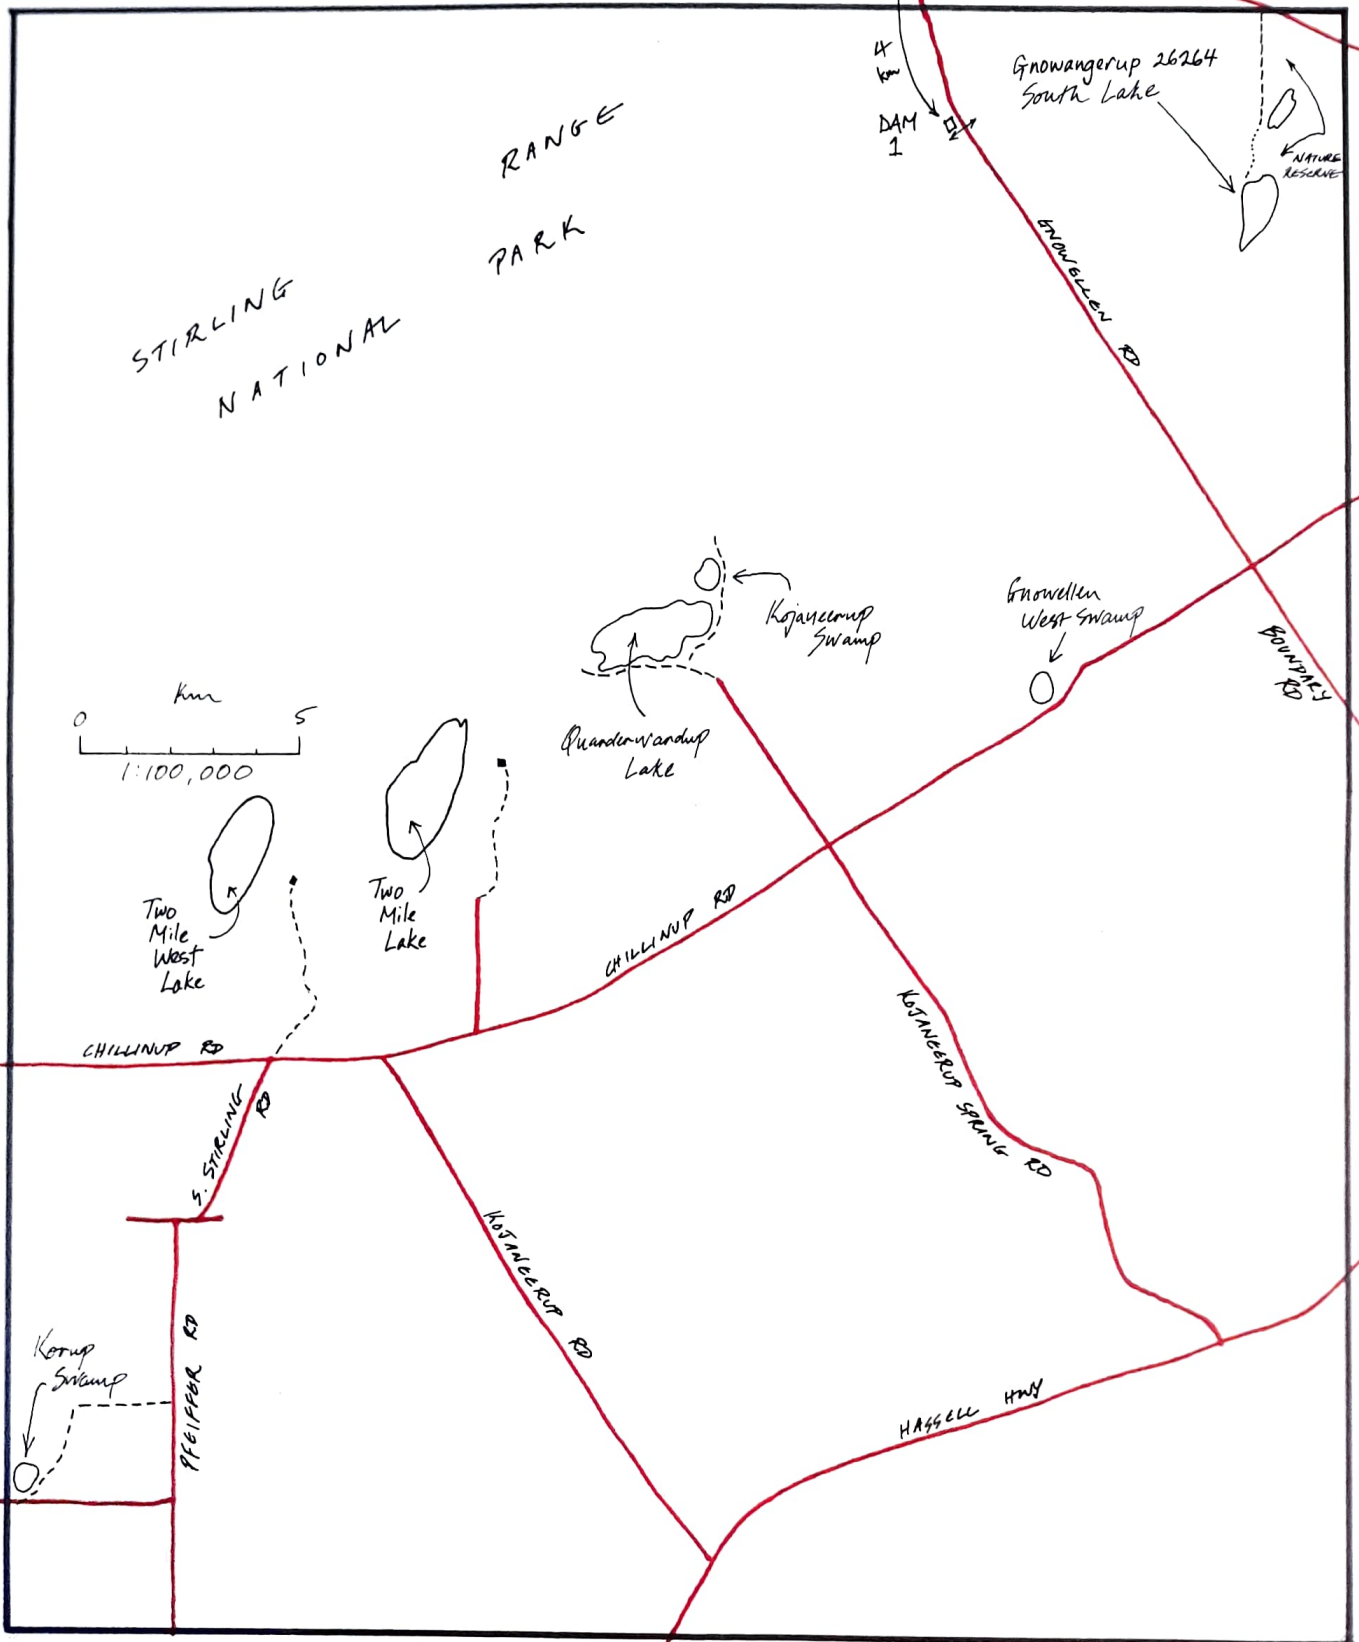 4
km
DAM
1
Gnowangerup 26264
South Lake
NATURE
RESERVE
STIRLING RANGE
NATIONAL PARK
GNOWELLEN RD
Kojaneerup
Swamp
Gnowellen
West Swamp
BOUNDARY
RD
Km
0 5
1:100,000
Quanderwandup
Lake
Two
Mile
West
Lake
Two
Mile
Lake
CHILLINUP RD
CHILLINUP RD
KOJANEERUP SPRING RD
S. STIRLING
RD
KOJANEERUP RD
Korup
Swamp
PFEIFFER RD
HASSELL HWY